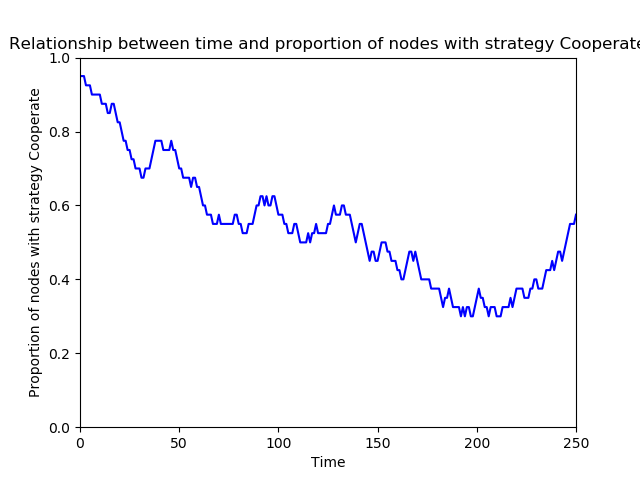 Relationship between time and proportion of nodes with strategy Cooperate
1.0
0.8
0.6
0.4
0.2
0.0
Proportion of nodes with strategy Cooperate
0 50 100 150 200 250
Time